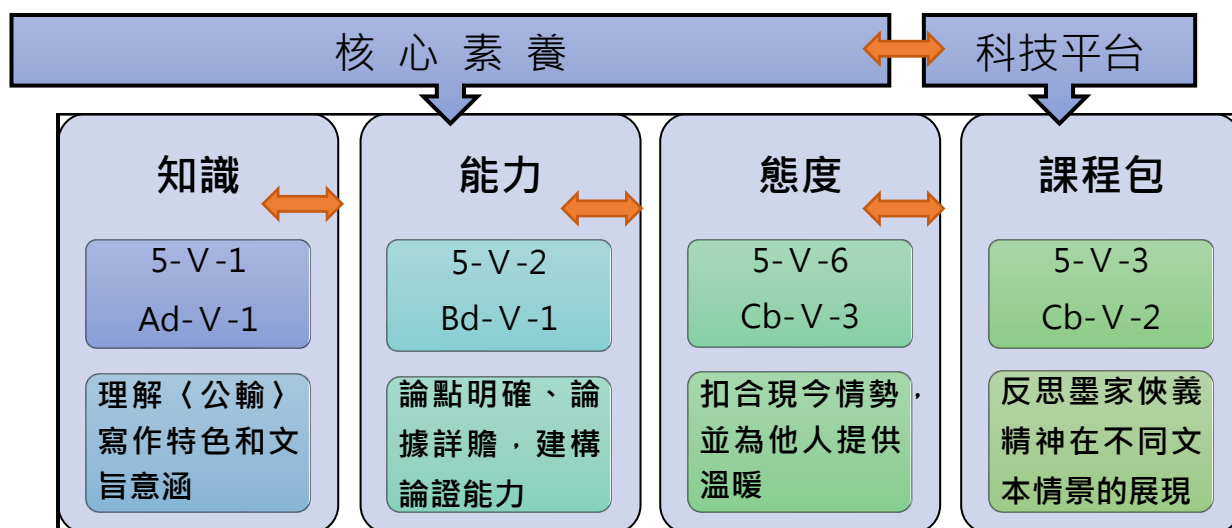 核心素養
科技平台
知識
5-V-1
Ad-V-1
理解〈公輸〉
寫作特色和文
旨意涵
能力
5-V-2
Bd-V-1
論點明確、論
據詳贍，建構
論證能力
態度
5-V-6
Cb-V-3
扣合現今情勢，
並為他人提供
溫暖
課程包
5-V-3
Cb-V-2
反思墨家俠義
精神在不同文
本情景的展現